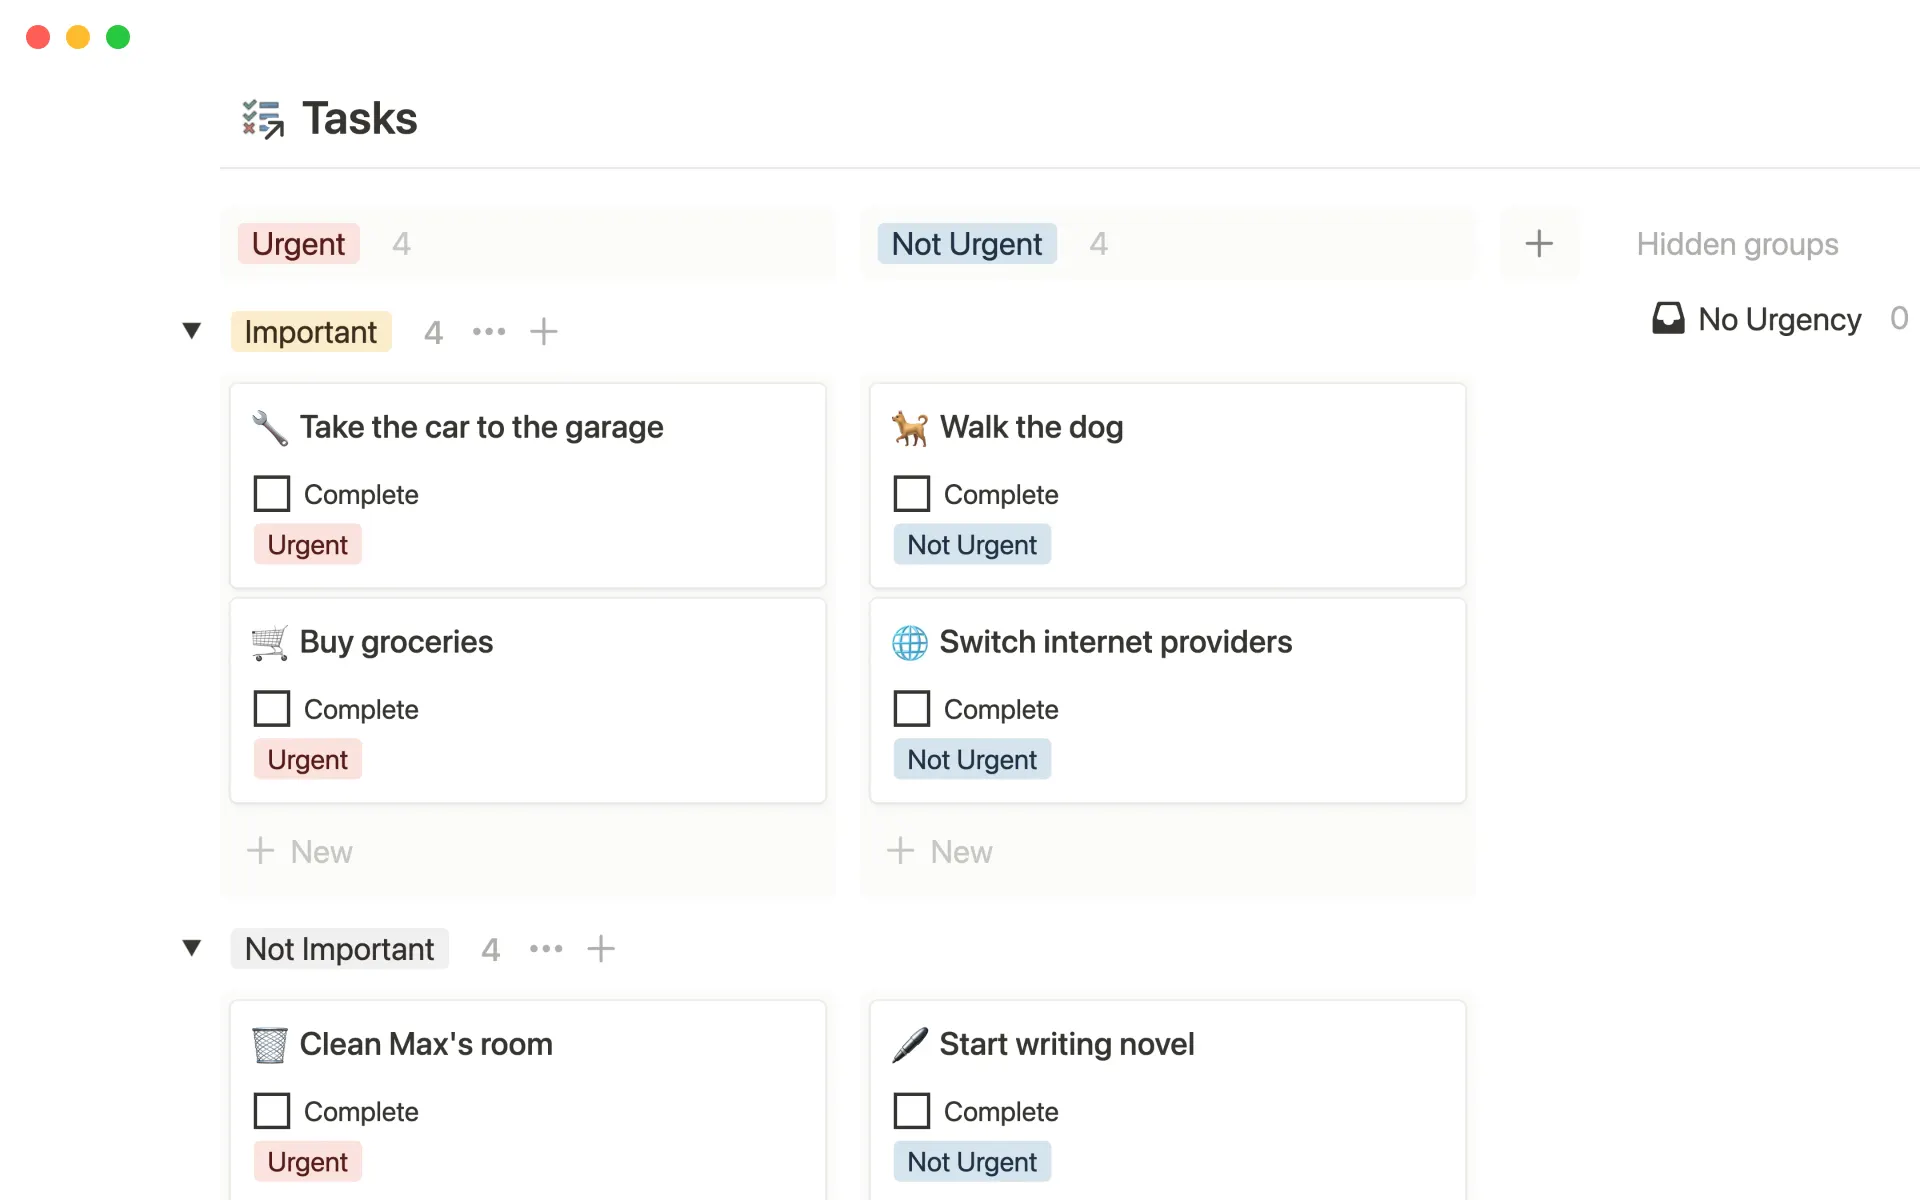 Tasks
Urgent 4
Not Urgent 4
Hidden groups
No Urgency 0
Important 4
Take the car to the garage
Complete
Urgent
Walk the dog
Complete
Not Urgent
Buy groceries
Complete
Urgent
Switch internet providers
Complete
Not Urgent
New
New
Not Important 4
Clean Max's room
Complete
Urgent
Start writing novel
Complete
Not Urgent